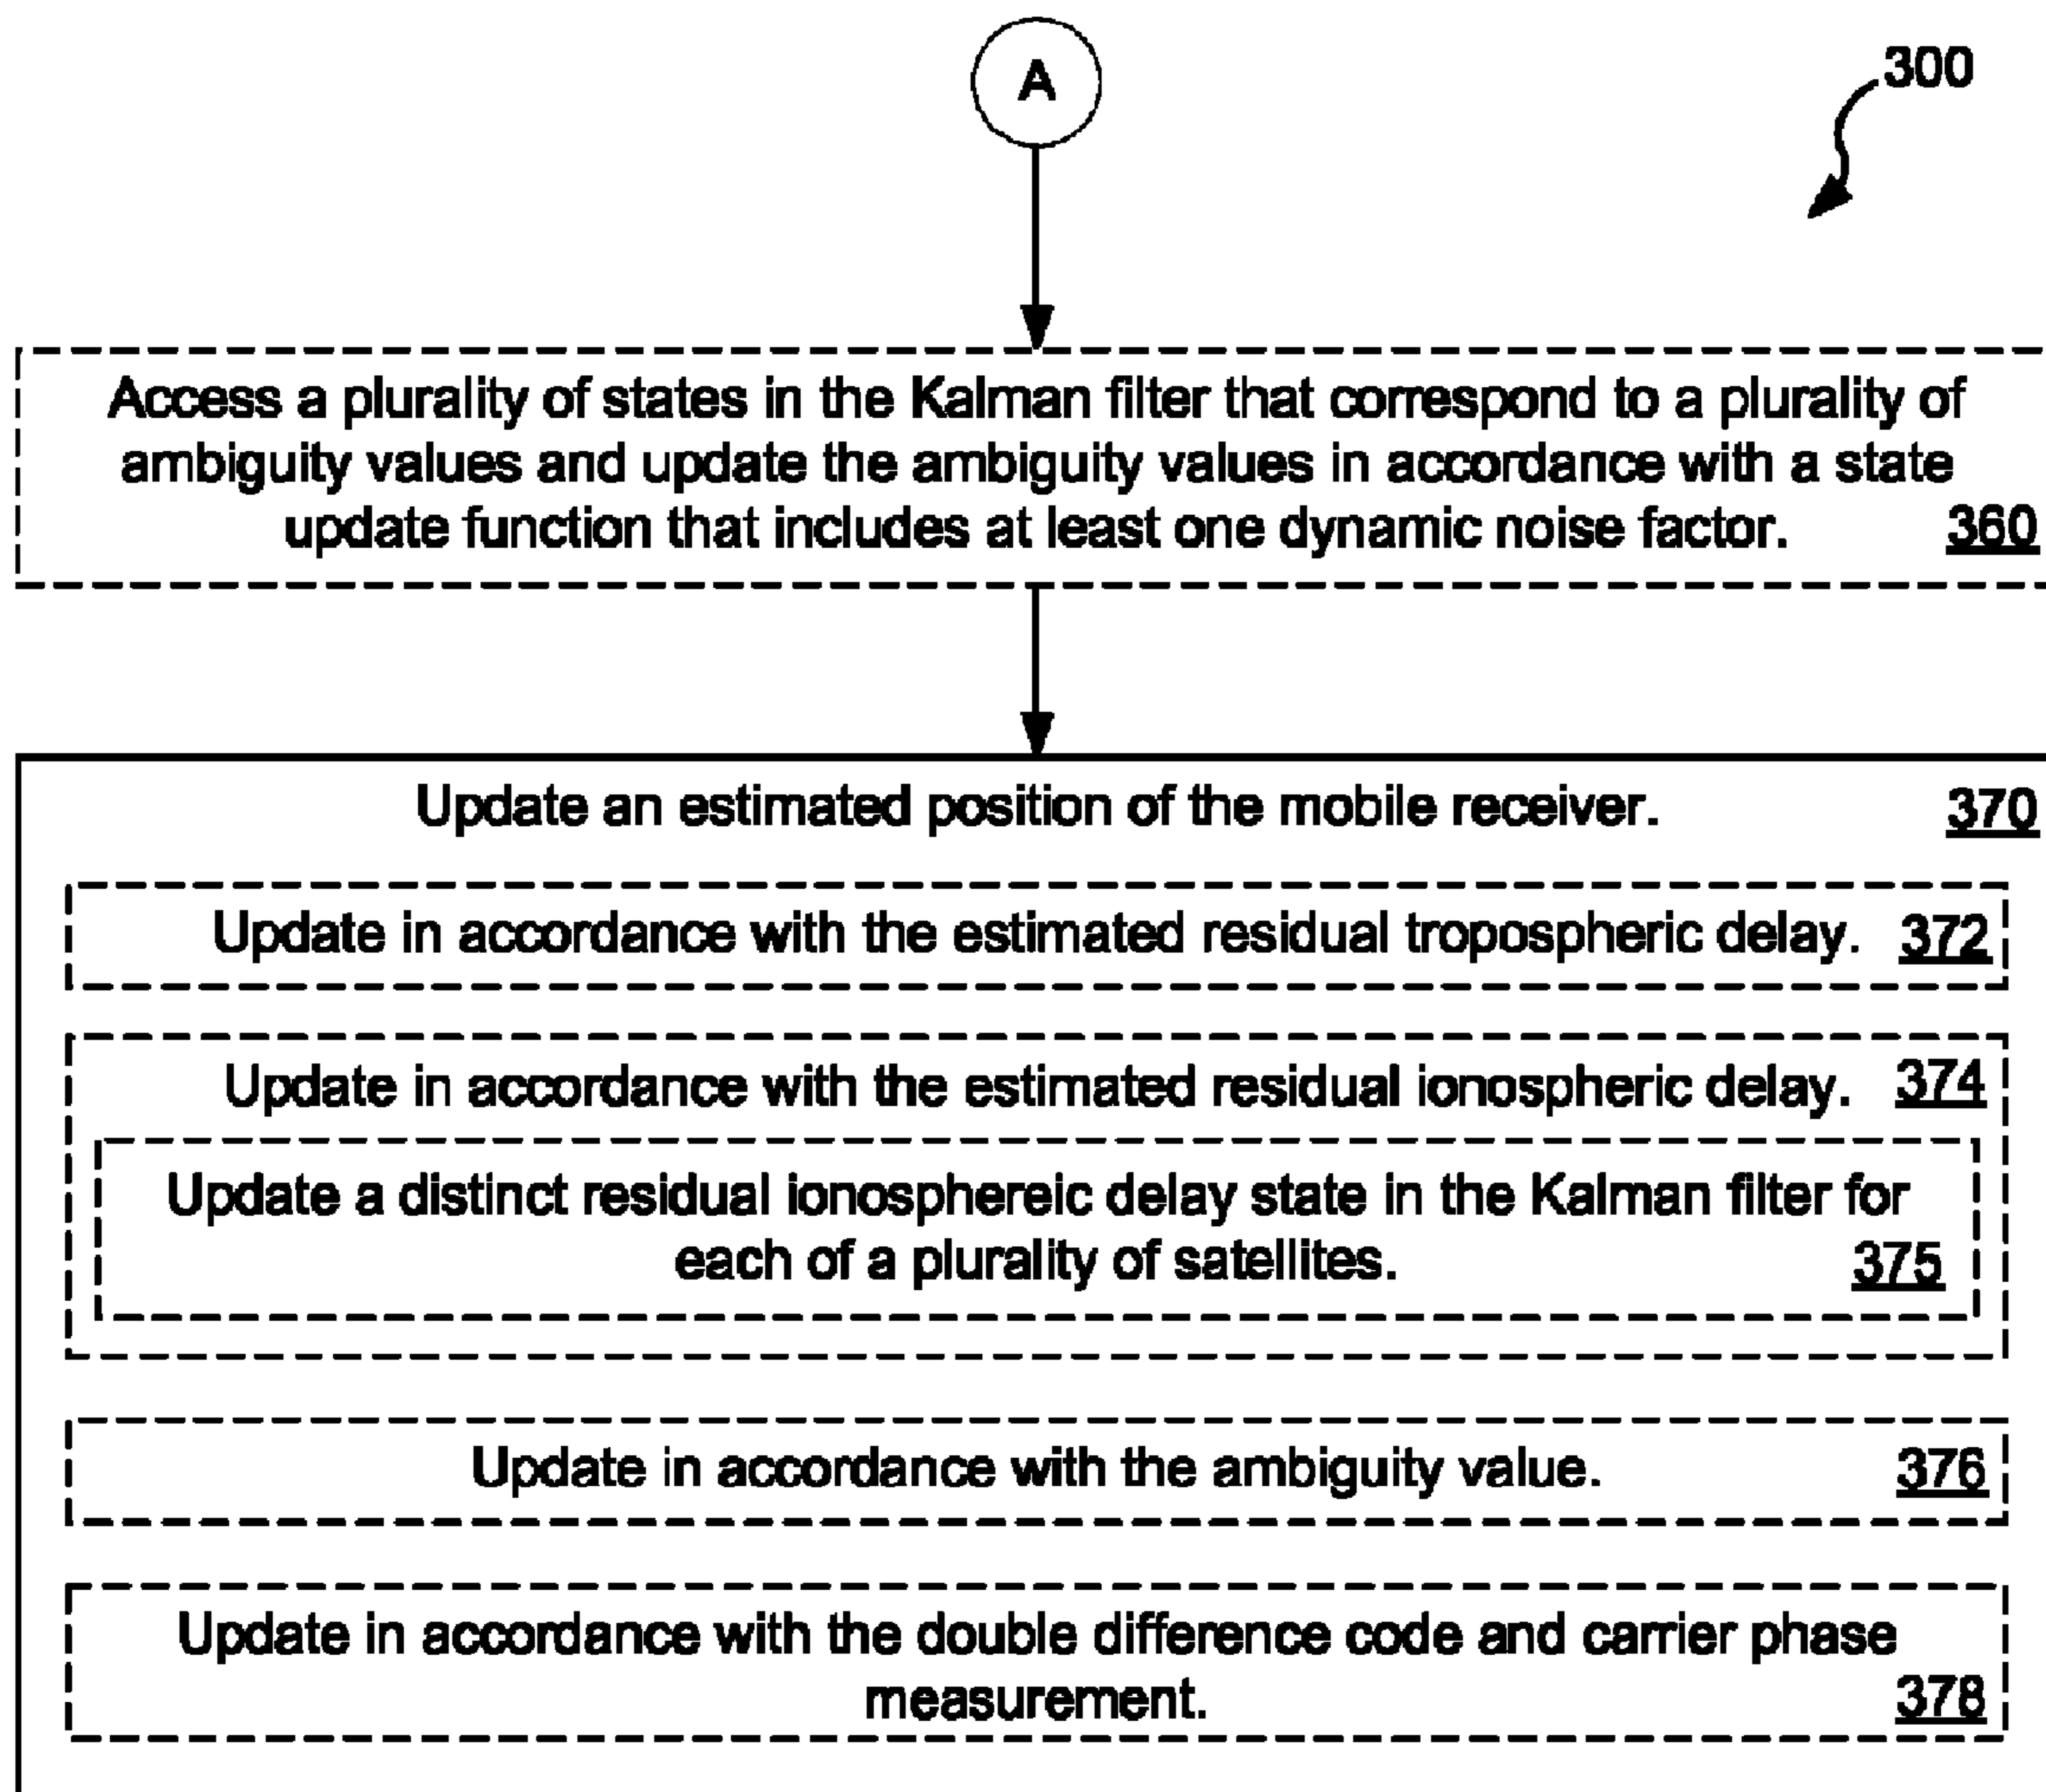 A
300
Access a plurality of states in the Kalman filter that correspond to a plurality of
ambiguity values and update the ambiguity values in accordance with a state
update function that includes at least one dynamic noise factor. 360
Update an estimated position of the mobile receiver. 370
Update in accordance with the estimated residual tropospheric delay. 372
Update in accordance with the estimated residual ionospheric delay. 374
Update a distinct residual ionosphereic delay state in the Kalman filter for
each of a plurality of satellites. 375
Update in accordance with the ambiguity value. 376
Update in accordance with the double difference code and carrier phase
measurement. 378